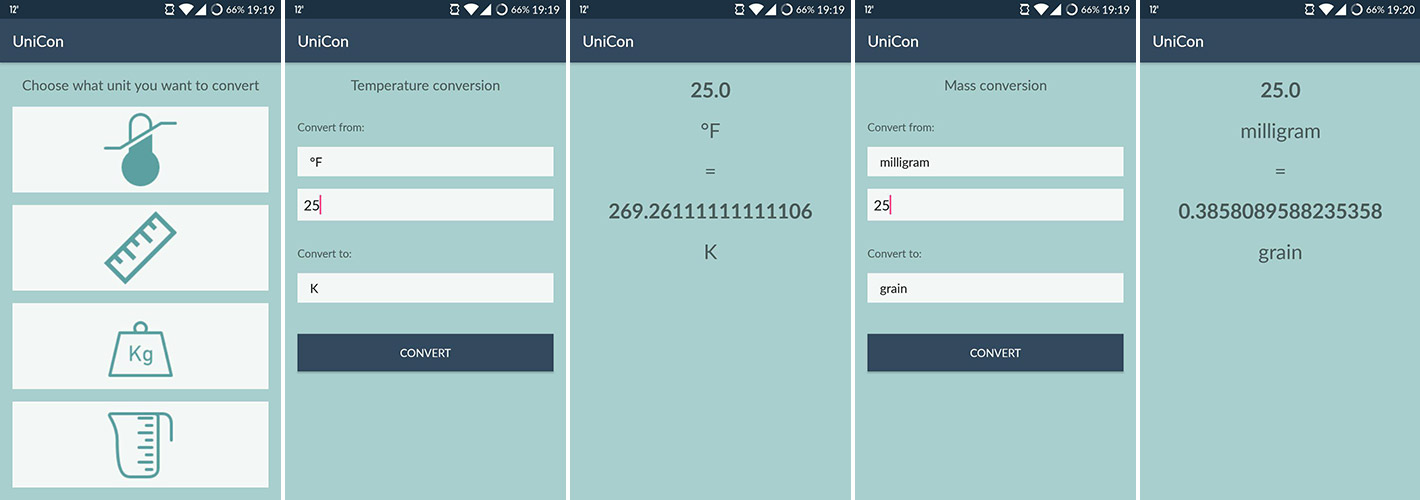 12' 66% 19:19
UniCon
Choose what unit you want to convert
Kg
12' 66% 19:19
UniCon
Temperature conversion
Convert from:
°F
25
Convert to:
K
CONVERT
12' 66% 19:19
UniCon
25.0
°F
=
269.26111111111106
K
12' 66% 19:19
UniCon
Mass conversion
Convert from:
milligram
25
Convert to:
grain
CONVERT
12' 66% 19:20
UniCon
25.0
milligram
=
0.3858089588235358
grain